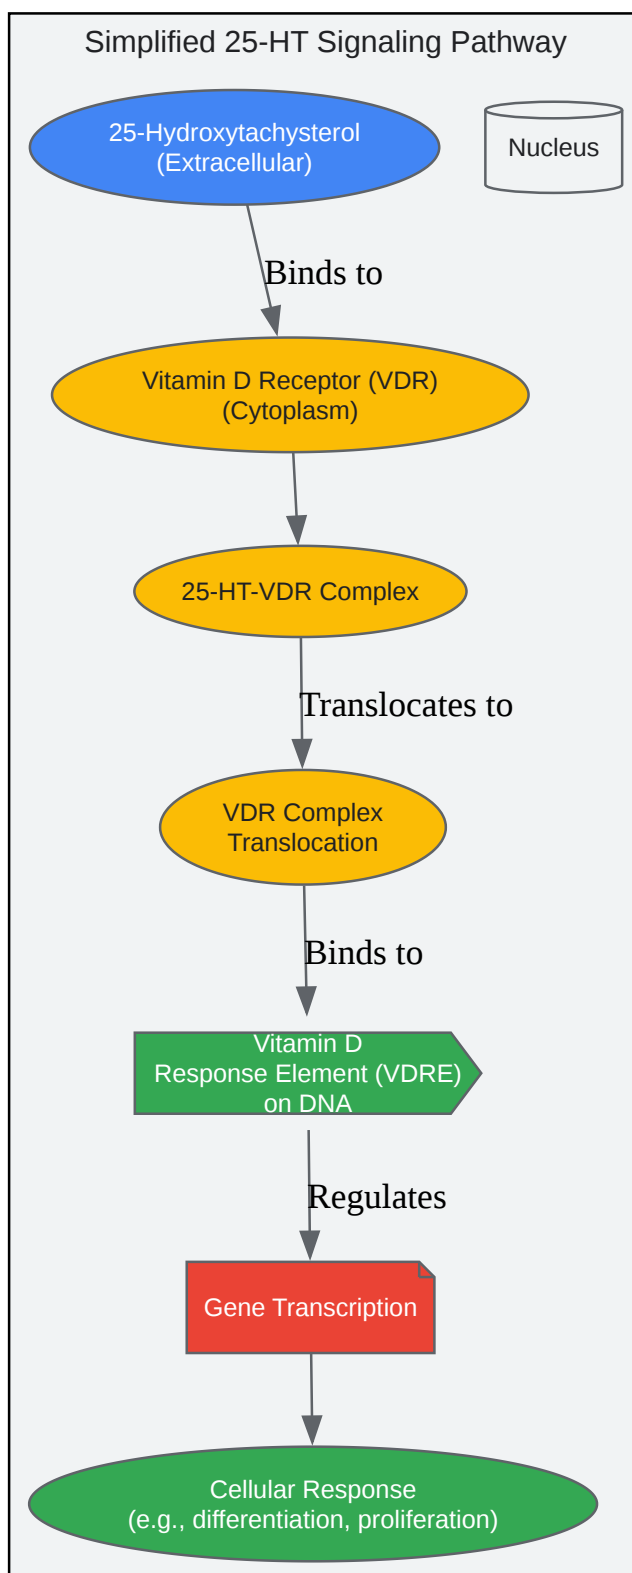 Simplified 25-HT Signaling Pathway
25-Hydroxytachysterol
(Extracellular)
Nucleus
Binds to
Vitamin D Receptor (VDR)
(Cytoplasm)
25-HT-VDR Complex
Translocates to
VDR Complex
Translocation
Binds to
Vitamin D
Response Element (VDRE)
on DNA
Regulates
Gene Transcription
Cellular Response
(e.g., differentiation, proliferation)